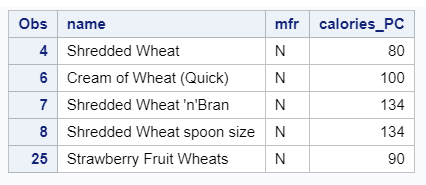 Obs name mfr calories_PC
4 Shredded Wheat N 80
6 Cream of Wheat (Quick) N 100
7 Shredded Wheat 'n'Bran N 134
8 Shredded Wheat spoon size N 134
25 Strawberry Fruit Wheats N 90